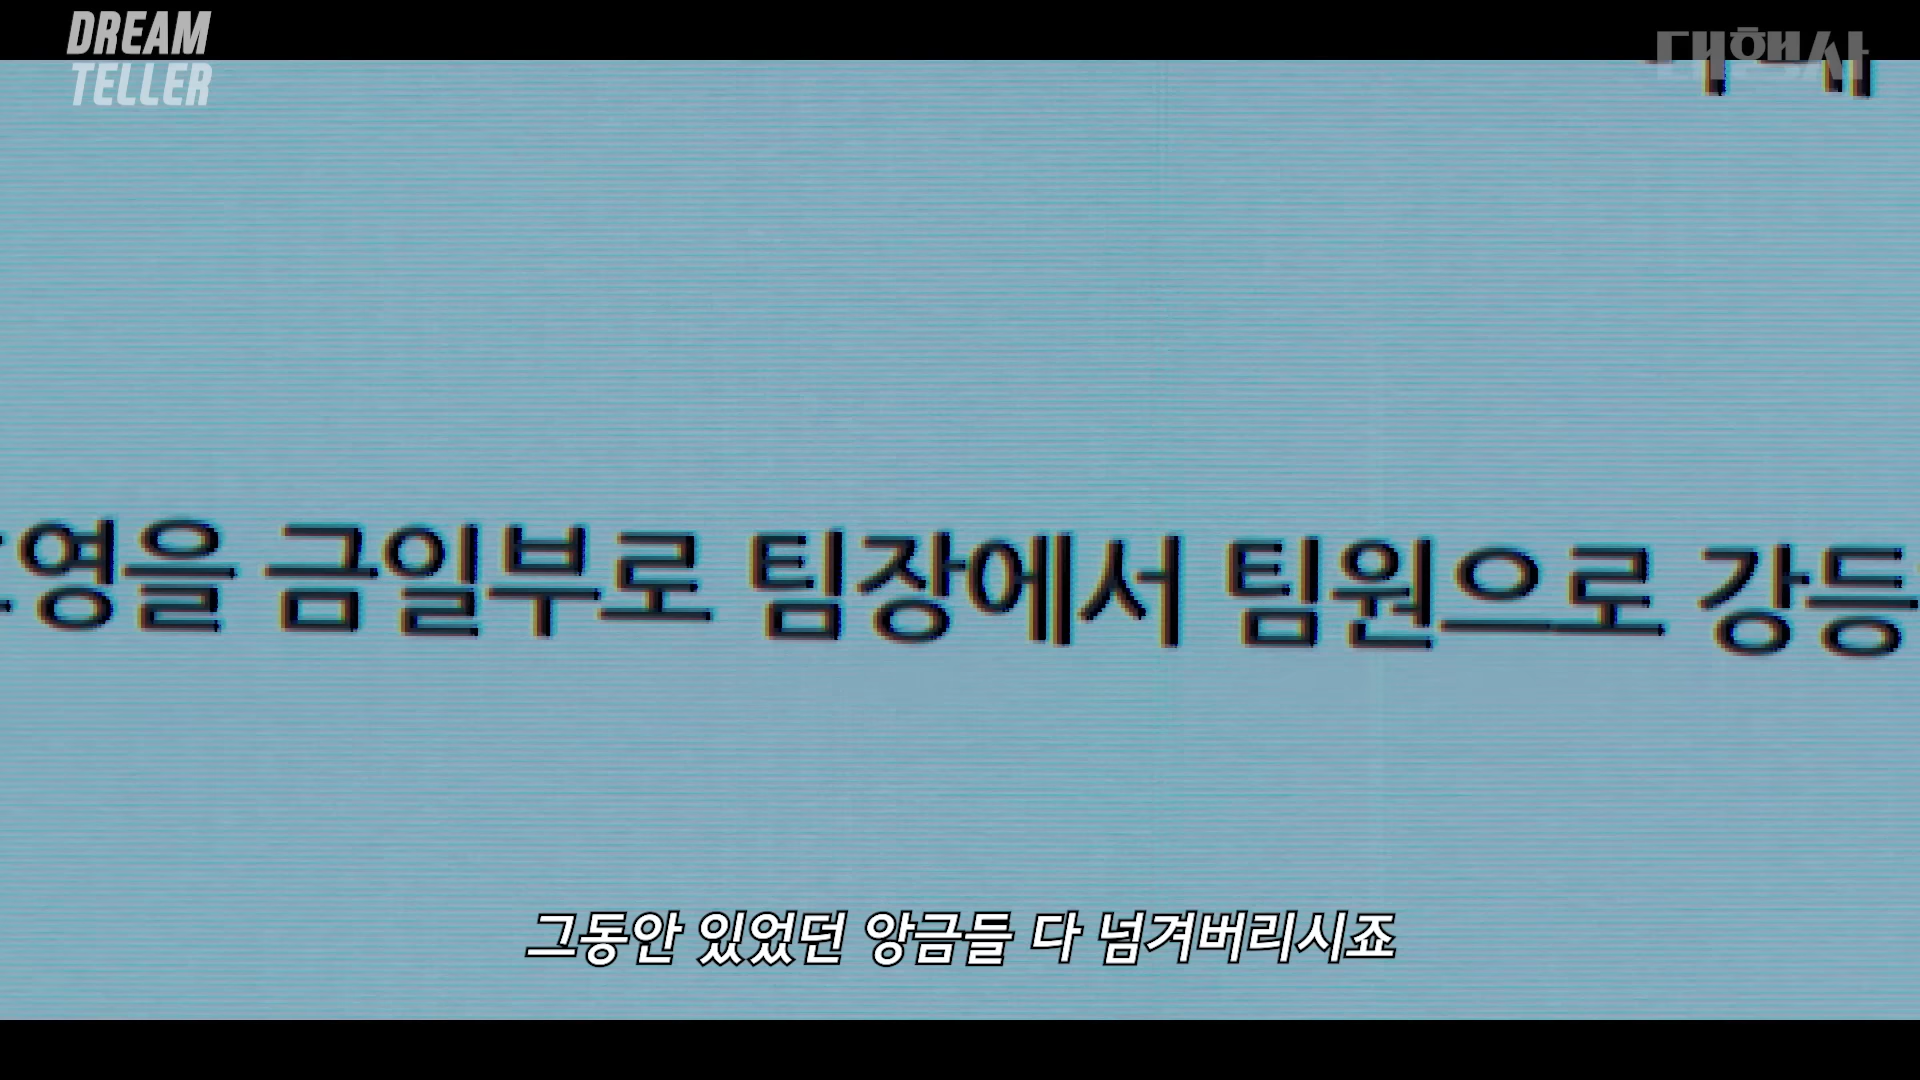 DREAM
TELLER
대행사
영을 금일부로 팀장에서 팀원으로 강등
그동안 있었던 앙금들 다 넘겨버리시죠